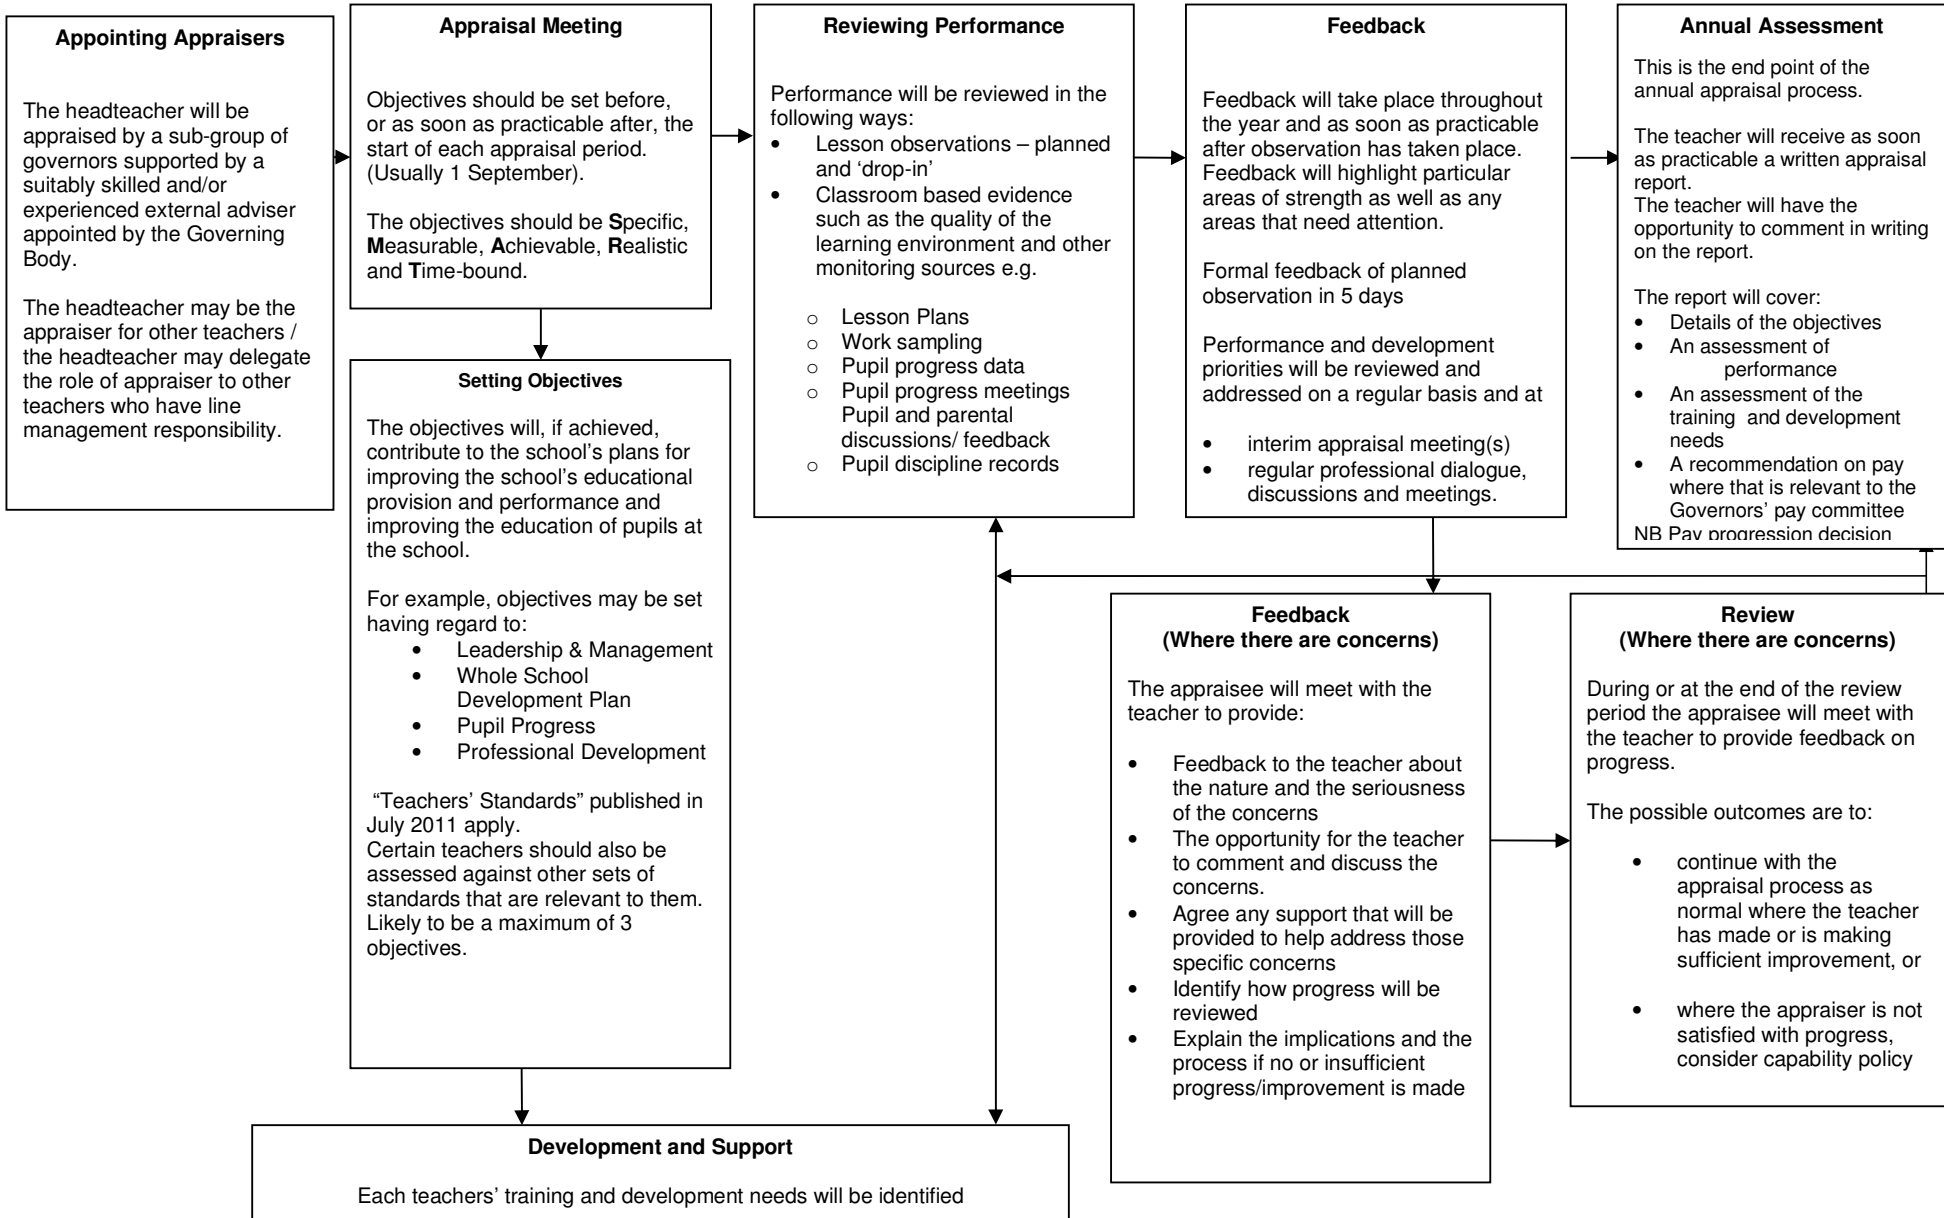 Appointing Appraisers
The headteacher will be
appraised by a sub-group of
governors supported by a
suitably skilled and/or
experienced external adviser
appointed by the Governing
Body.
The headteacher may be the
appraiser for other teachers /
the headteacher may delegate
the role of appraiser to other
teachers who have line
management responsibility.
Appraisal Meeting
Objectives should be set before,
or as soon as practicable after, the
start of each appraisal period.
(Usually 1 September).
The objectives should be Specific,
Measurable, Achievable, Realistic
and Time-bound.
Setting Objectives
The objectives will, if achieved,
contribute to the school's plans for
improving the school's educational
provision and performance and
improving the education of pupils at
the school.
For example, objectives may be set
having regard to:
• Leadership & Management
• Whole School
Development Plan
• Pupil Progress
• Professional Development
“Teachers’ Standards” published in
July 2011 apply.
Certain teachers should also be
assessed against other sets of
standards that are relevant to them.
Likely to be a maximum of 3
objectives.
Reviewing Performance
Performance will be reviewed in the
following ways:
• Lesson observations – planned
and ‘drop-in’
• Classroom based evidence
such as the quality of the
learning environment and other
monitoring sources e.g.
o Lesson Plans
o Work sampling
o Pupil progress data
o Pupil progress meetings
Pupil and parental
discussions/ feedback
o Pupil discipline records
Feedback
Feedback will take place throughout
the year and as soon as practicable
after observation has taken place.
Feedback will highlight particular
areas of strength as well as any
areas that need attention.
Formal feedback of planned
observation in 5 days
Performance and development
priorities will be reviewed and
addressed on a regular basis and at
• interim appraisal meeting(s)
• regular professional dialogue,
discussions and meetings.
Annual Assessment
This is the end point of the
annual appraisal process.
The teacher will receive as soon
as practicable a written appraisal
report.
The teacher will have the
opportunity to comment in writing
on the report.
The report will cover:
• Details of the objectives
• An assessment of
performance
• An assessment of the
training and development
needs
• A recommendation on pay
where that is relevant to the
Governors’ pay committee
NB Pay progression decision
Feedback
(Where there are concerns)
The appraisee will meet with the
teacher to provide:
• Feedback to the teacher about
the nature and the seriousness
of the concerns
• The opportunity for the teacher
to comment and discuss the
concerns.
• Agree any support that will be
provided to help address those
specific concerns
• Identify how progress will be
reviewed
• Explain the implications and the
process if no or insufficient
progress/improvement is made
Review
(Where there are concerns)
During or at the end of the review
period the appraisee will meet with
the teacher to provide feedback on
progress.
The possible outcomes are to:
• continue with the
appraisal process as
normal where the teacher
has made or is making
sufficient improvement, or
• where the appraiser is not
satisfied with progress,
consider capability policy
Development and Support
Each teachers’ training and development needs will be identified